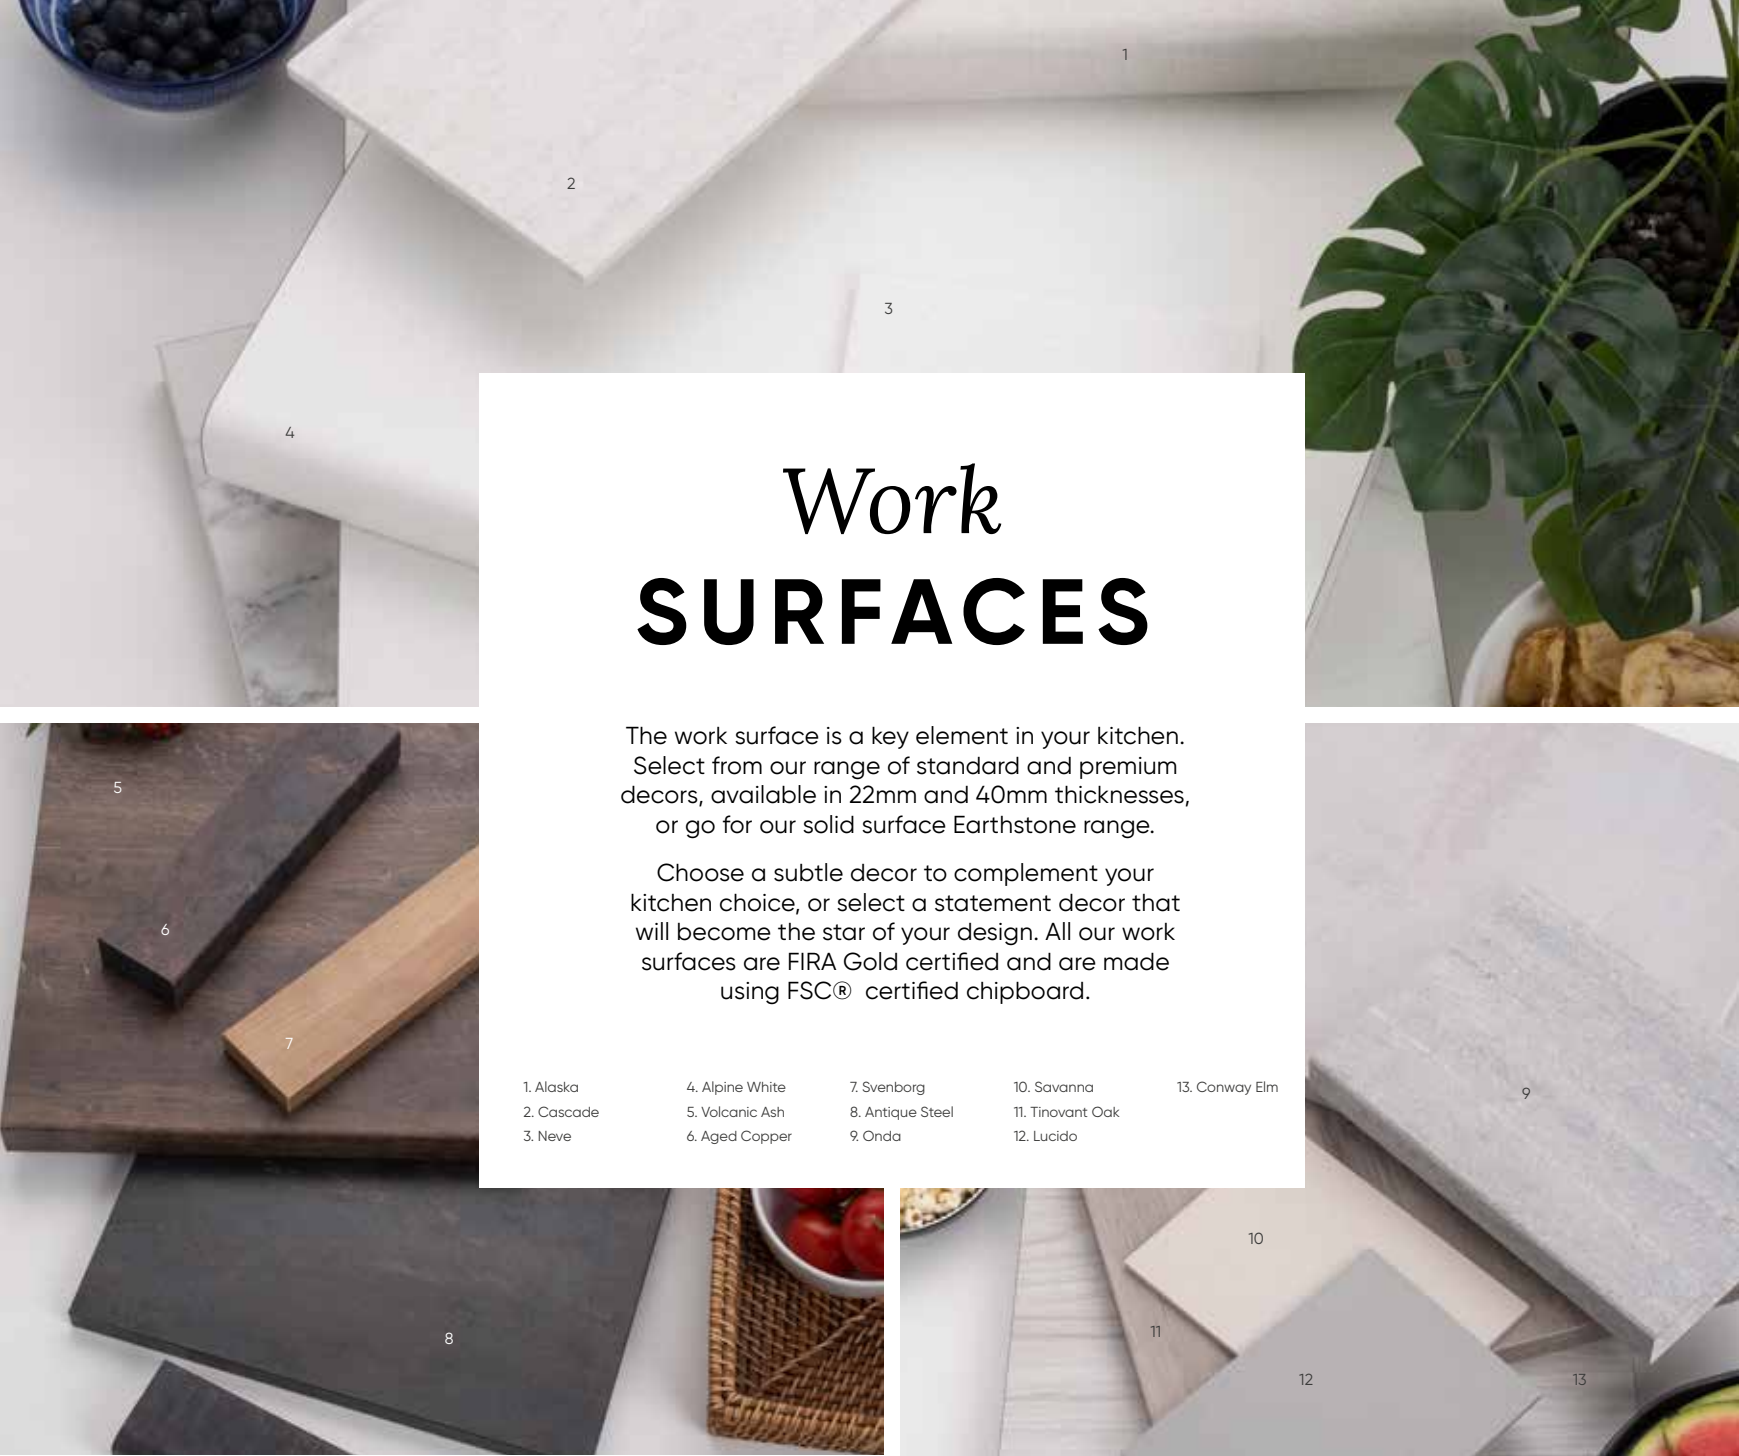 1
2
3
4
Work
SURFACES
The work surface is a key element in your kitchen.
Select from our range of standard and premium
decors, available in 22mm and 40mm thicknesses,
or go for our solid surface Earthstone range.
Choose a subtle decor to complement your
kitchen choice, or select a statement decor that
will become the star of your design. All our work
surfaces are FIRA Gold certified and are made
using FSC®  certified chipboard.
1. Alaska
2. Cascade
3. Neve
4. Alpine White
5. Volcanic Ash
6. Aged Copper
7. Svenborg
8. Antique Steel
9. Onda
10. Savanna
11. Tinovant Oak
12. Lucido
13. Conway Elm
5
6
7
8
9
10
11
12
13